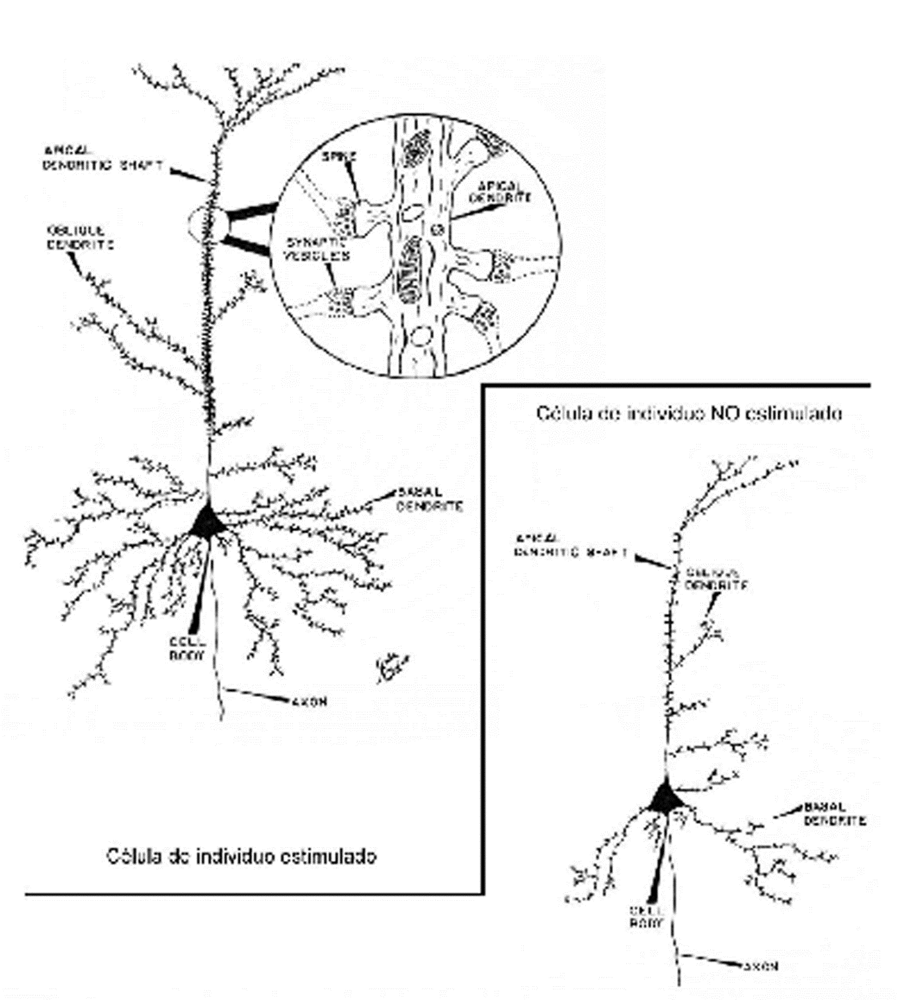 APICAL
DENDRITIC SHAFT
SPINE
APICAL
DENDRITE
OBLIQUE
DENDRITE
SYNAPTIC
VESICLES
Célula de individuo NO estimulado
BASAL
DENDRITE
APICAL
DENDRITIC SHAFT
OBLIQUE
DENDRITE
CELL
BODY
AXON
BASAL
DENDRITE
Célula de individuo estimulado
CELL
BODY
AXON